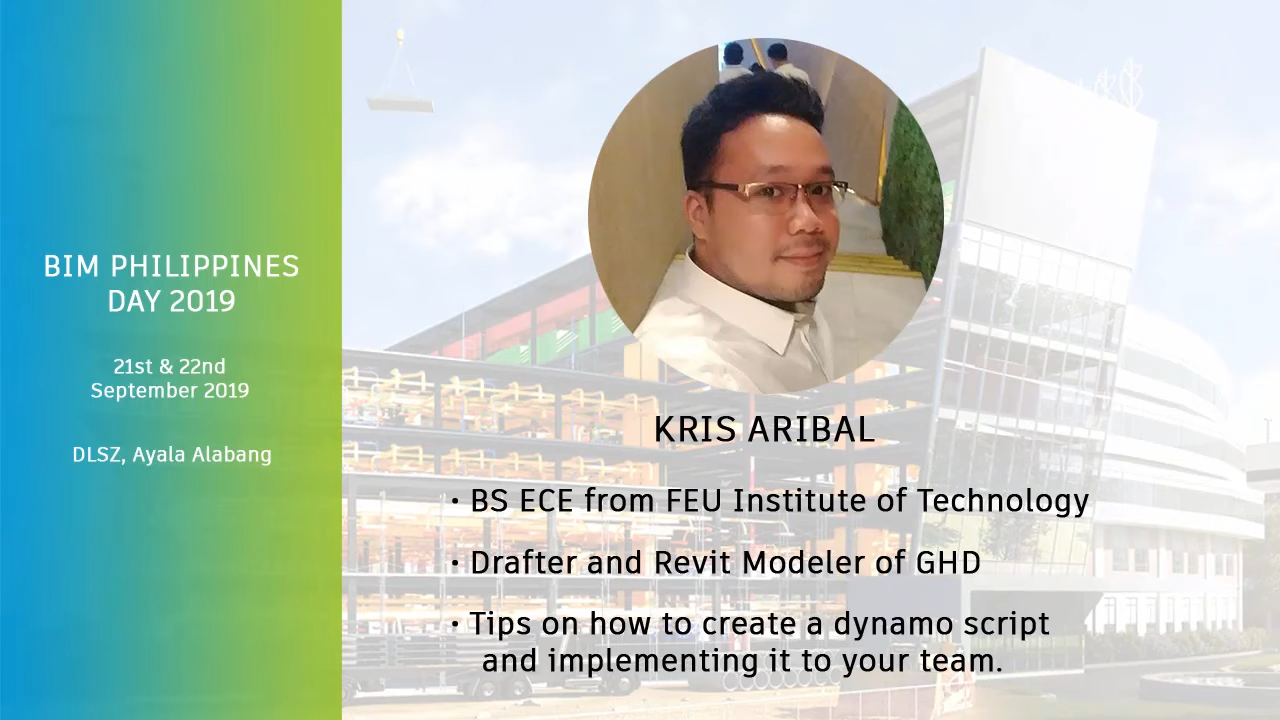 BIM PHILIPPINES
DAY 2019
21st & 22nd
September 2019
DLSZ, Ayala Alabang
KRIS ARIBAL
• BS ECE from FEU Institute of Technology
• Drafter and Revit Modeler of GHD
• Tips on how to create a dynamo script
and implementing it to your team.